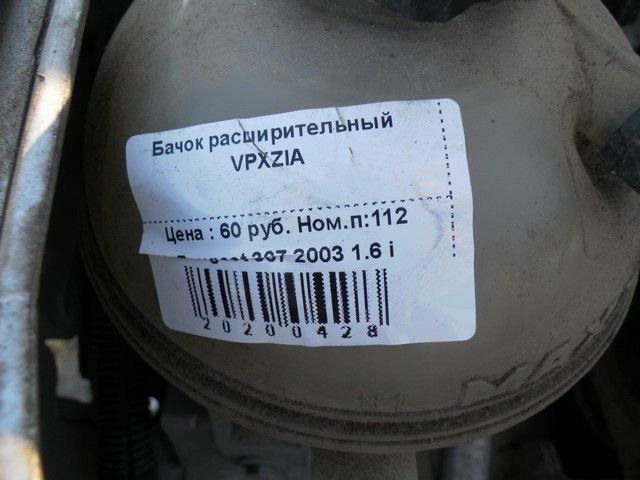 Бачок расширительный
VPXZIA
Цена : 60 руб. Ном.п:112
307 2003 1.6 i
20200428